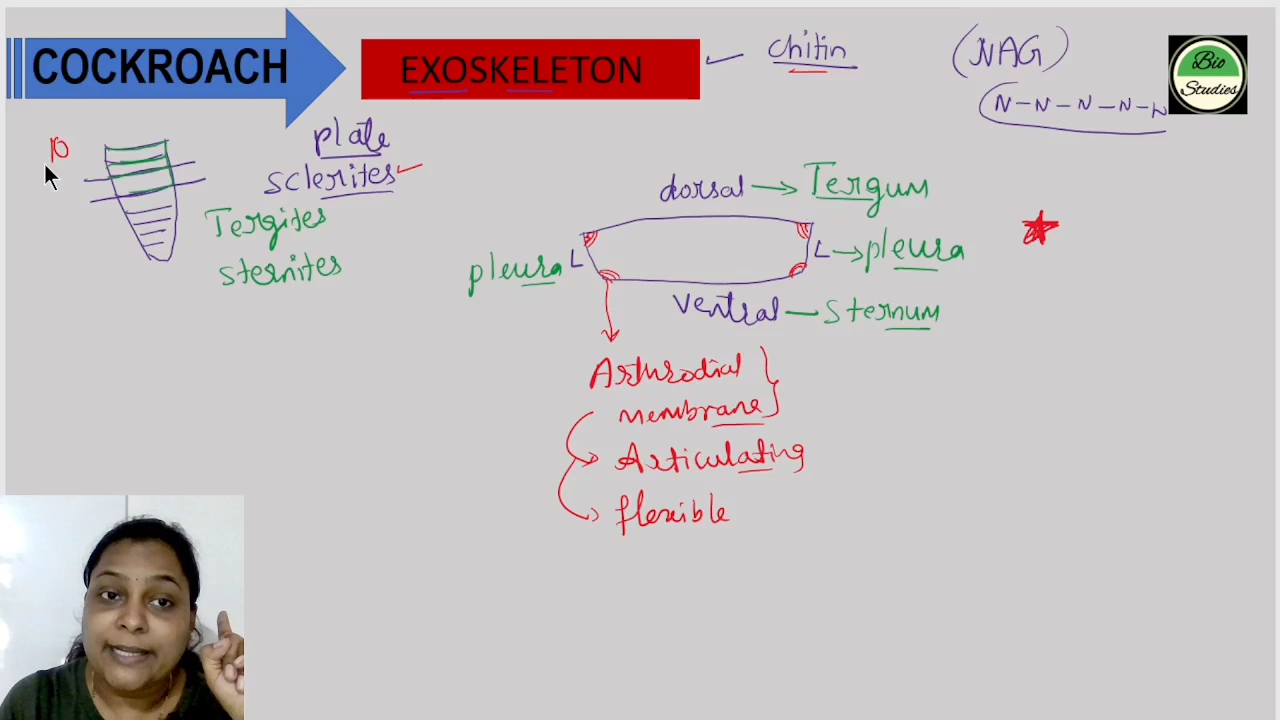 COCKROACH
EXOSKELETON
chitin
(NAG)
N-N-N-N-N
Bio
Studies
10
plate
sclerites
Tergites
sternites
dorsal → Tergum
pleura L
L → pleura
ventral — sternum
Arthrodial
membrane
Articulating
flexible